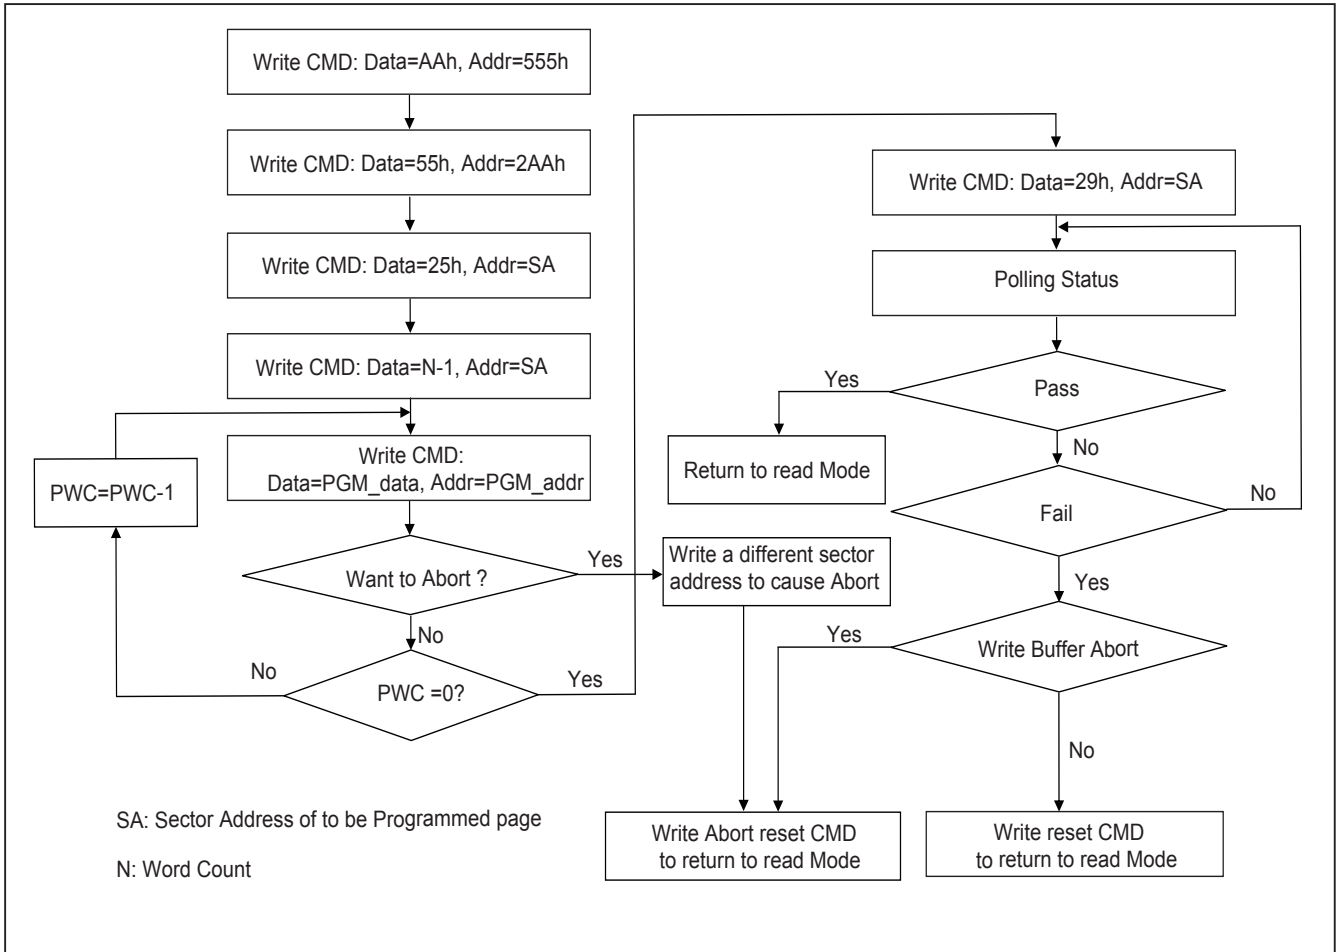 Write CMD: Data=AAh, Addr=555h
Write CMD: Data=55h, Addr=2AAh
Write CMD: Data=25h, Addr=SA
Write CMD: Data=N-1, Addr=SA
Write CMD:
Data=PGM_data, Addr=PGM_addr
PWC=PWC-1
Want to Abort ?
Yes
No
PWC =0?
No
Yes
Write a different sector
address to cause Abort
Write CMD: Data=29h, Addr=SA
Polling Status
Pass
Yes
No
Return to read Mode
Fail
No
Yes
Write Buffer Abort
Yes
No
Write Abort reset CMD
to return to read Mode
Write reset CMD
to return to read Mode
SA: Sector Address of to be Programmed page
N: Word Count